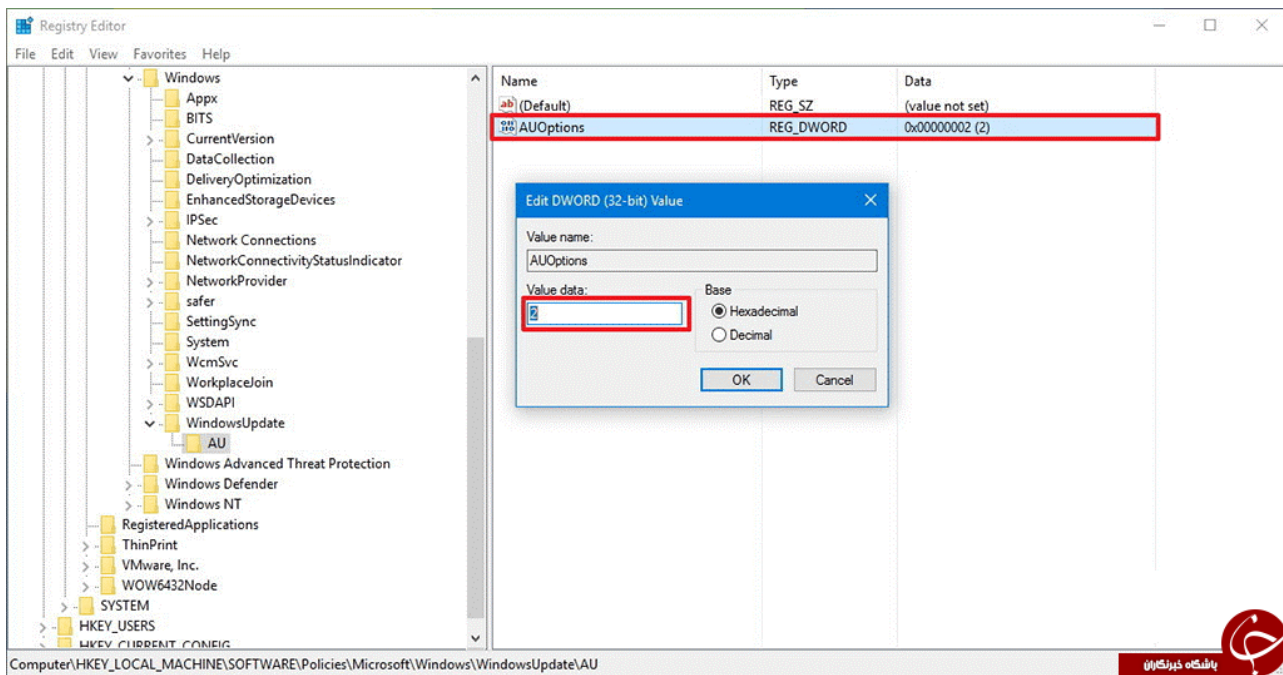 Registry Editor
File Edit View Favorites Help
Windows
Appx
BITS
CurrentVersion
DataCollection
DeliveryOptimization
EnhancedStorageDevices
IPSec
Network Connections
NetworkConnectivityStatusIndicator
NetworkProvider
safer
SettingSync
System
WcmSvc
WorkplaceJoin
WSDAPI
WindowsUpdate
AU
Windows Advanced Threat Protection
Windows Defender
Windows NT
RegisteredApplications
ThinPrint
VMware, Inc.
WOW6432Node
SYSTEM
HKEY_USERS
HKEY_CURRENT_CONFIG
Name Type Data
(Default) REG_SZ (value not set)
AUOptions REG_DWORD 0x00000002 (2)
Edit DWORD (32-bit) Value
Value name:
AUOptions
Value data: Base
2 Hexadecimal
Decimal
OK Cancel
Computer\HKEY_LOCAL_MACHINE\SOFTWARE\Policies\Microsoft\Windows\WindowsUpdate\AU
باشگاه خبرنگاران